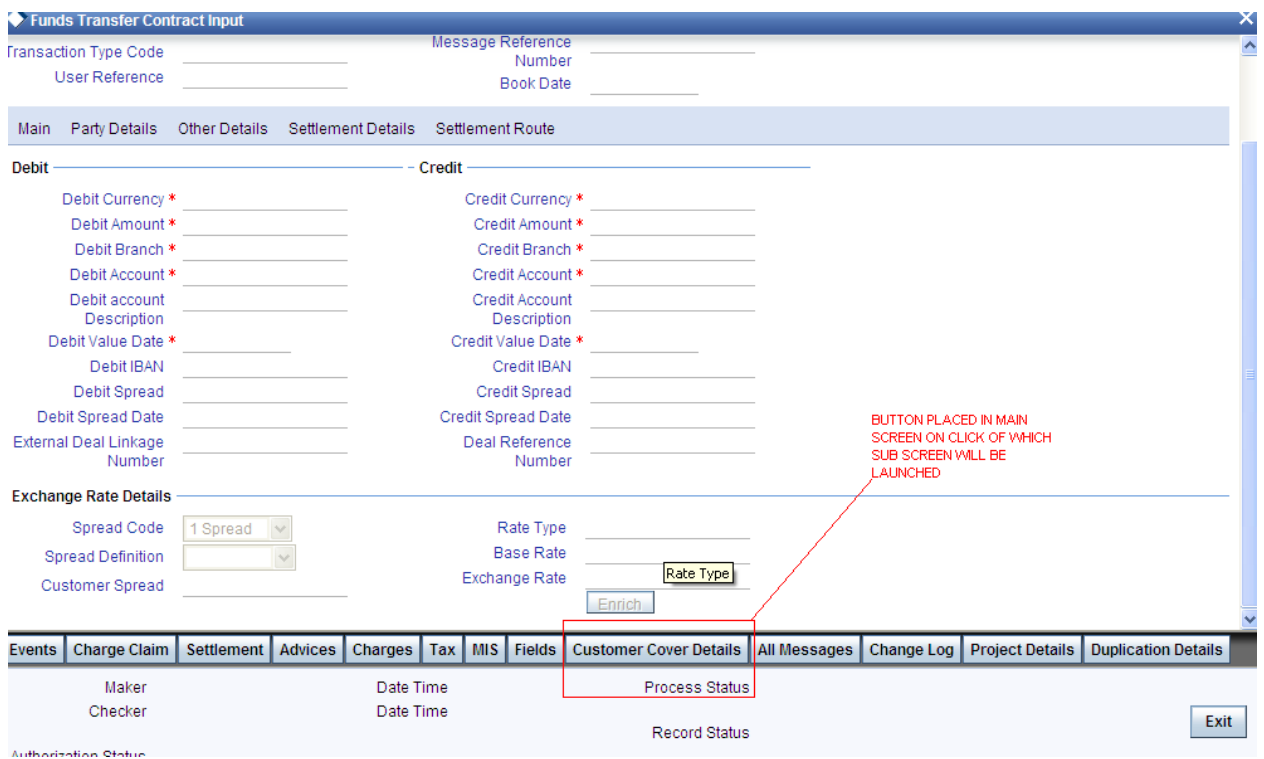 Funds Transfer Contract Input
Transaction Type Code
Message Reference
Number
User Reference
Book Date
Main Party Details Other Details Settlement Details Settlement Route
Debit
Credit
Debit Currency *
Credit Currency *
Debit Amount *
Credit Amount *
Debit Branch *
Credit Branch *
Debit Account *
Credit Account *
Debit account
Description
Credit Account
Description
Debit Value Date *
Credit Value Date *
Debit IBAN
Credit IBAN
Debit Spread
Credit Spread
Debit Spread Date
Credit Spread Date
External Deal Linkage
Number
Deal Reference
Number
BUTTON PLACED IN MAIN
SCREEN ON CLICK OF WHICH
SUB SCREEN WILL BE
LAUNCHED
Exchange Rate Details
Spread Code 1 Spread
Rate Type
Spread Definition
Base Rate
Customer Spread
Exchange Rate
Rate Type
Enrich
Events Charge Claim Settlement Advices Charges Tax MIS Fields Customer Cover Details All Messages Change Log Project Details Duplication Details
Maker Date Time Process Status
Checker Date Time
Record Status
Exit
Authorization Status